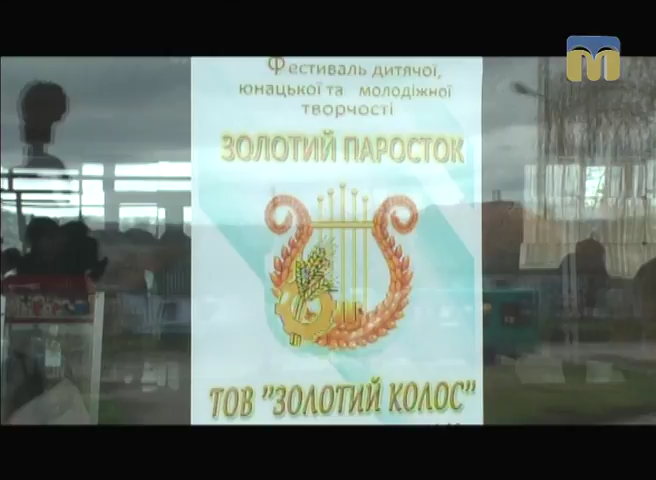 Фестиваль дитячої,
юнацької та молодіжної
творчості
ЗОЛОТИЙ ПАРОСТОК
ТОВ "ЗОЛОТИЙ КОЛОС"